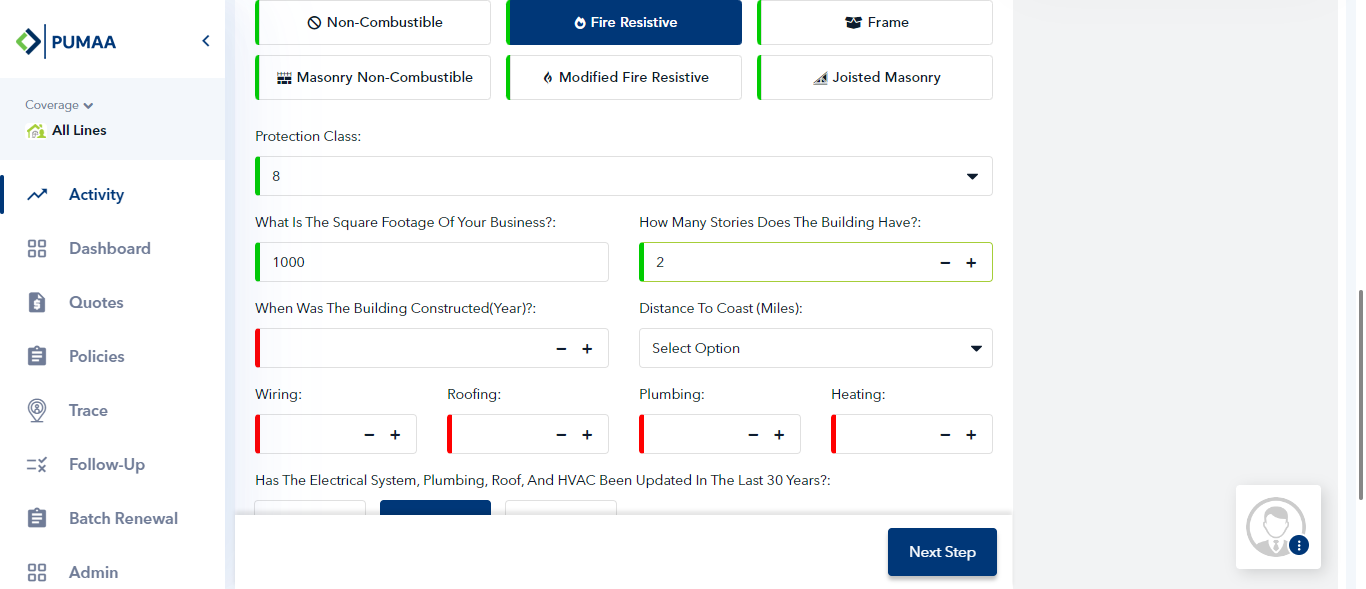 PUMAA
Coverage
All Lines
Activity
Dashboard
Quotes
Policies
Trace
Follow-Up
Batch Renewal
Admin
Non-Combustible
Fire Resistive
Frame
Masonry Non-Combustible
Modified Fire Resistive
Joisted Masonry
Protection Class:
8
What Is The Square Footage Of Your Business?:
How Many Stories Does The Building Have?:
1000
2
When Was The Building Constructed(Year)?:
Distance To Coast (Miles):
Select Option
Wiring:
Roofing:
Plumbing:
Heating:
Has The Electrical System, Plumbing, Roof, And HVAC Been Updated In The Last 30 Years?:
Next Step